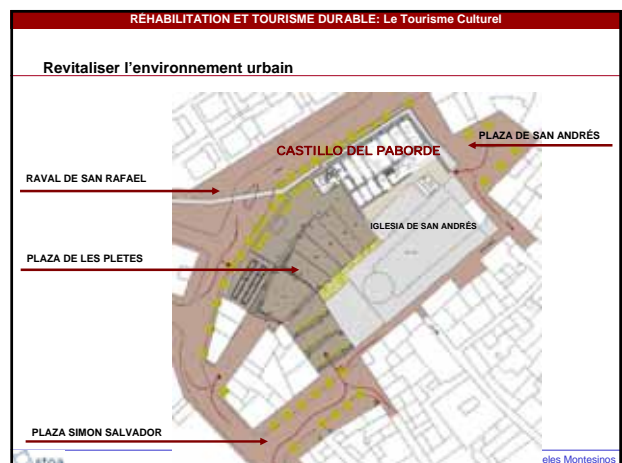 RÉHABILITATION ET TOURISME DURABLE: Le Tourisme Culturel
Revitaliser l'environnement urbain
PLAZA DE SAN ANDRÉS
CASTILLO DEL PABORDE
RAVAL DE SAN RAFAEL
IGLESIA DE SAN ANDRÉS
PLAZA DE LES PLETES
PLAZA SIMON SALVADOR
stoa
eles Montesinos